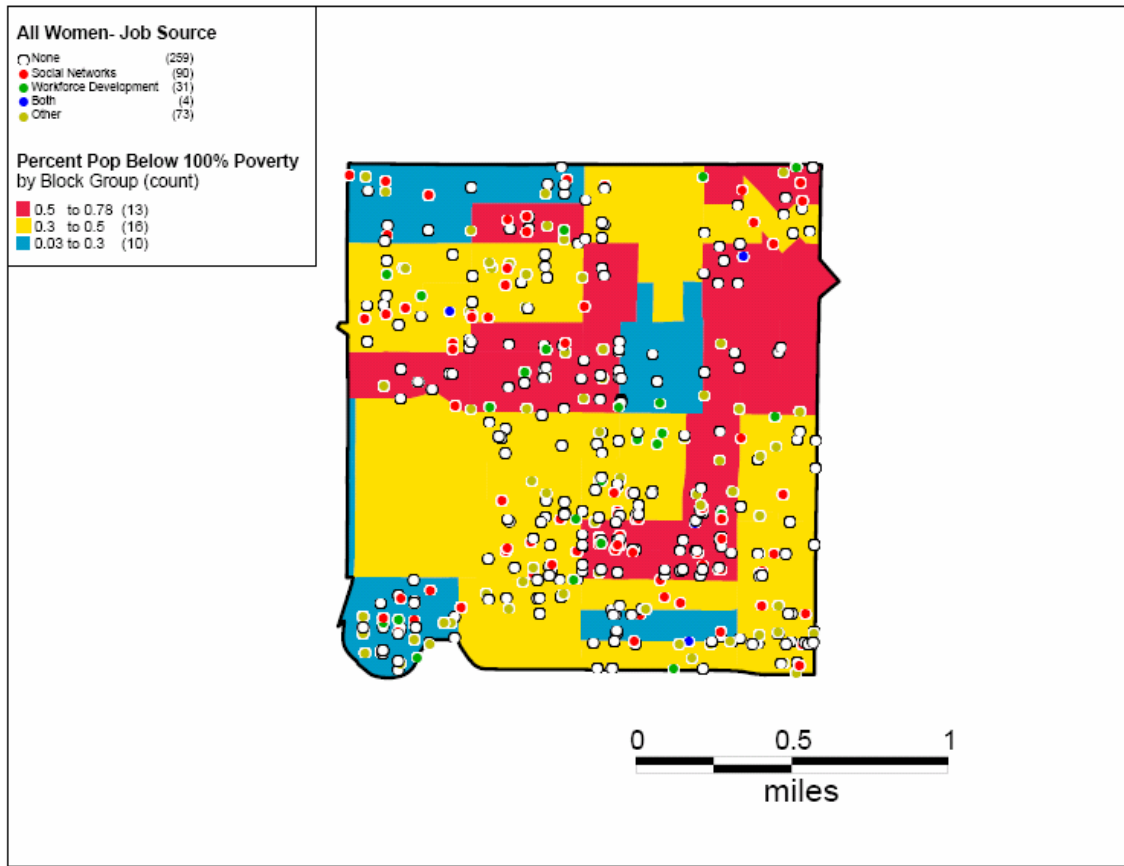 All Women- Job Source
None (259)
Social Networks (90)
Workforce Development (31)
Both (4)
Other (73)
Percent Pop Below 100% Poverty
by Block Group (count)
0.5 to 0.78 (13)
0.3 to 0.5 (16)
0.03 to 0.3 (10)
0 0.5 1
miles